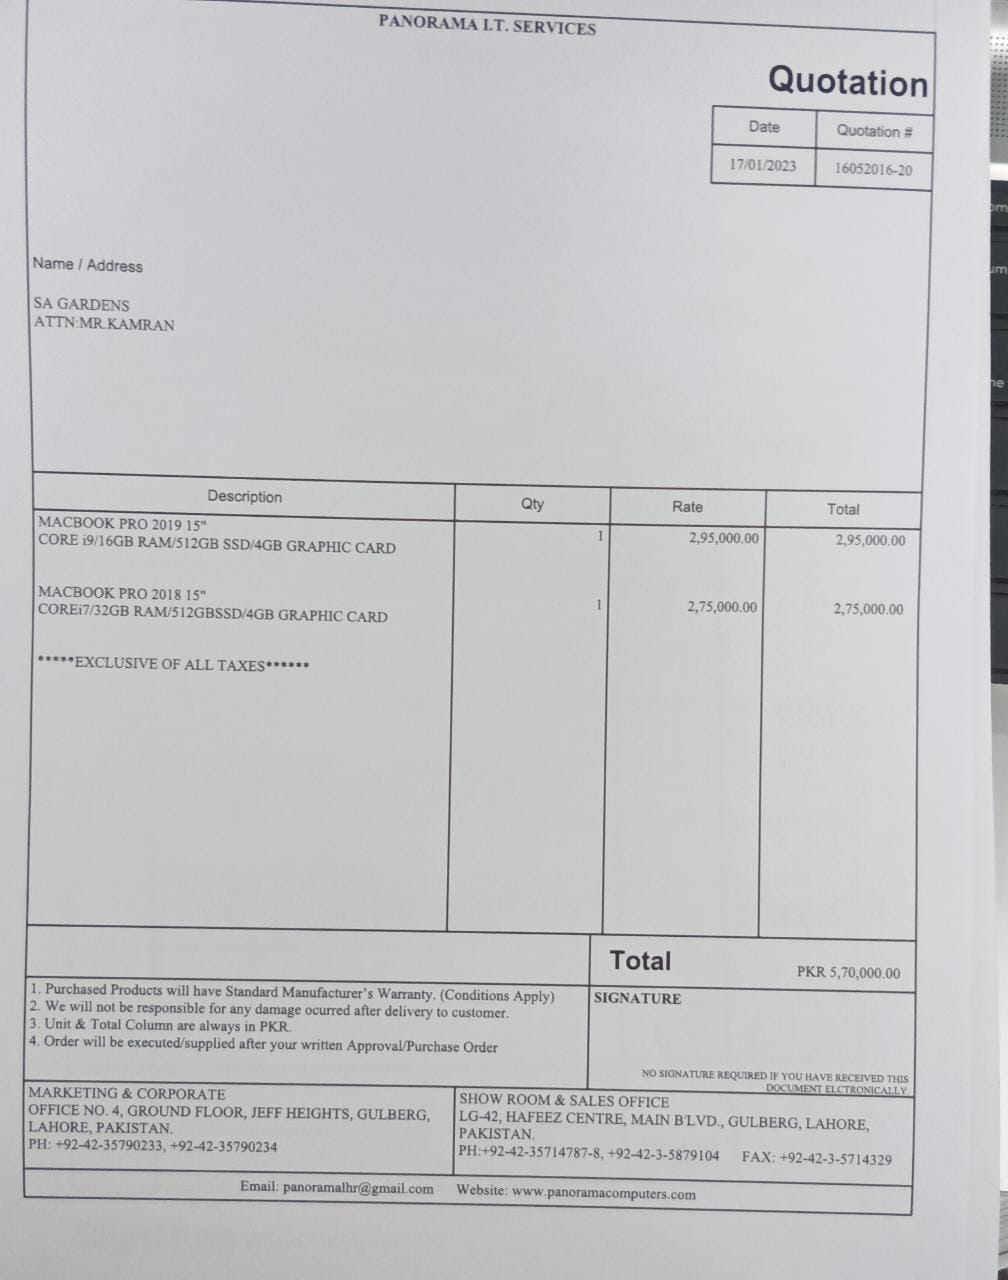 PANORAMA I.T. SERVICES
Quotation
Date Quotation #
17/01/2023 16052016-20
Name / Address
SA GARDENS
ATTN:MR.KAMRAN
Description Qty Rate Total
MACBOOK PRO 2019 15"
CORE i9/16GB RAM/512GB SSD/4GB GRAPHIC CARD 1 2,95,000.00 2,95,000.00
MACBOOK PRO 2018 15"
COREi7/32GB RAM/512GBSSD/4GB GRAPHIC CARD 1 2,75,000.00 2,75,000.00
*****EXCLUSIVE OF ALL TAXES******
Total PKR 5,70,000.00
1. Purchased Products will have Standard Manufacturer's Warranty. (Conditions Apply)
2. We will not be responsible for any damage ocurred after delivery to customer.
3. Unit & Total Column are always in PKR.
4. Order will be executed/supplied after your written Approval/Purchase Order
SIGNATURE
NO SIGNATURE REQUIRED IF YOU HAVE RECEIVED THIS
DOCUMENT ELCTRONICALLY.
MARKETING & CORPORATE
OFFICE NO. 4, GROUND FLOOR, JEFF HEIGHTS, GULBERG,
LAHORE, PAKISTAN.
PH: +92-42-35790233, +92-42-35790234
SHOW ROOM & SALES OFFICE
LG-42, HAFEEZ CENTRE, MAIN B'LVD., GULBERG, LAHORE,
PAKISTAN.
PH:+92-42-35714787-8, +92-42-3-5879104 FAX: +92-42-3-5714329
Email: panoramalhr@gmail.com Website: www.panoramacomputers.com